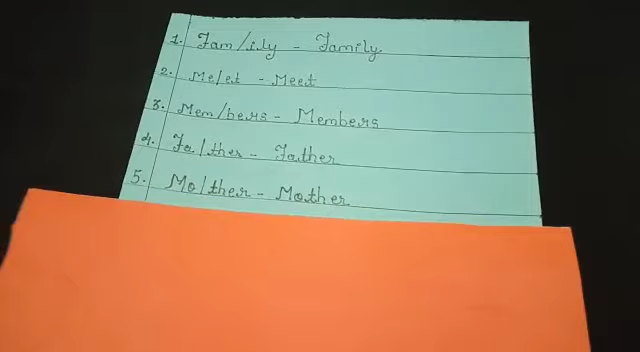 1. Fam/ily - Family
2. Me/et - Meet
3. Mem/bers - Members
4. Fa/ther - Father
5. Mo/ther - Mother